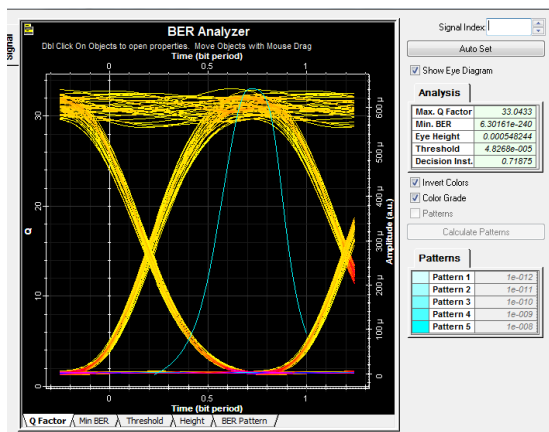 Signal
BER Analyzer
Dbl Click On Objects to open properties. Move Objects with Mouse Drag
Time (bit period)
0 0.5 1
30
20
10
0
Q
600 µ
500 µ
400 µ
300 µ
200 µ
100 µ
0
Amplitude (a.u.)
0 0.5 1
Time (bit period)
Q Factor Min BER Threshold Height BER Pattern
Signal Index:
Auto Set
Show Eye Diagram
Analysis
Max. Q Factor 33.0433
Min. BER 6.30161e-240
Eye Height 0.000548244
Threshold 4.8268e-005
Decision Inst. 0.71875
Invert Colors
Color Grade
Patterns
Calculate Patterns
Patterns
Pattern 1 1e-012
Pattern 2 1e-011
Pattern 3 1e-010
Pattern 4 1e-009
Pattern 5 1e-008